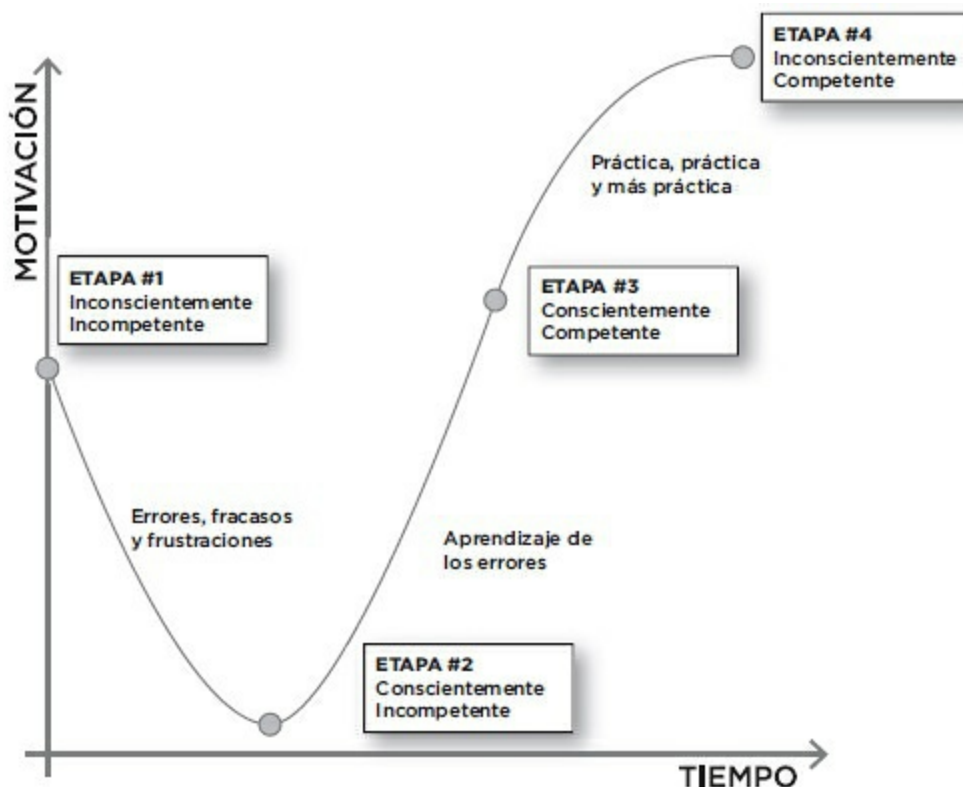 ETAPA #4
Inconscientemente
Competente
MOTIVACIÓN
Práctica, práctica
y más práctica
ETAPA #1
Inconscientemente
Incompetente
ETAPA #3
Conscientemente
Competente
Errores, fracasos
y frustraciones
Aprendizaje de
los errores
ETAPA #2
Conscientemente
Incompetente
TIEMPO